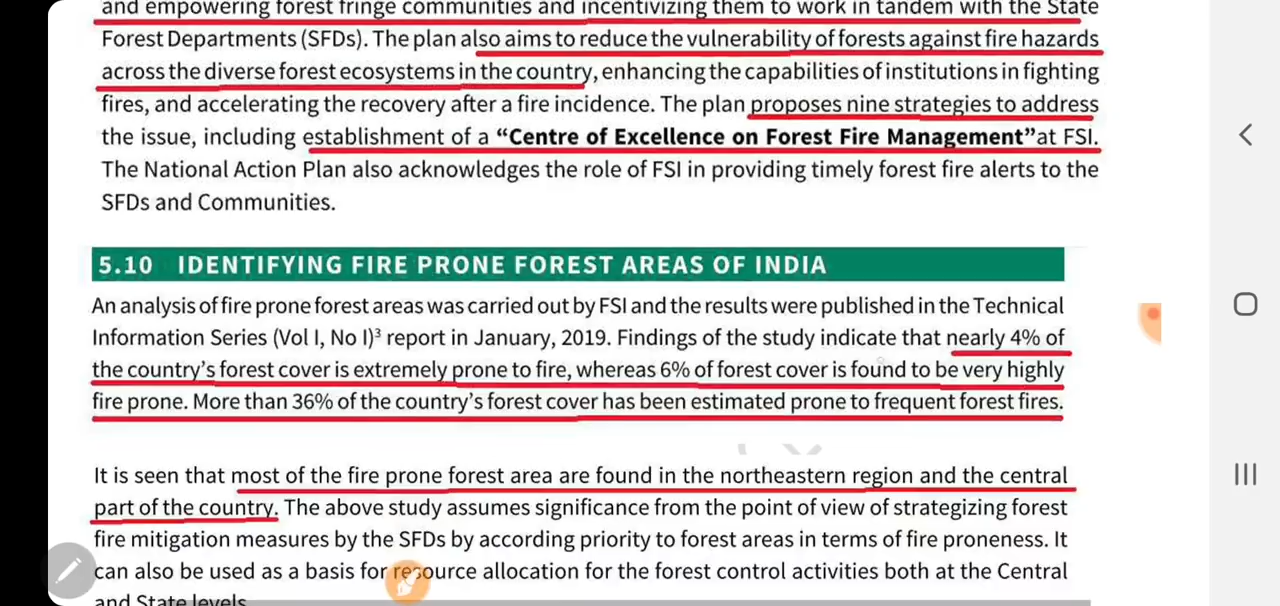 and empowering forest fringe communities and incentivizing them to work in tandem with the State
Forest Departments (SFDs). The plan also aims to reduce the vulnerability of forests against fire hazards
across the diverse forest ecosystems in the country, enhancing the capabilities of institutions in fighting
fires, and accelerating the recovery after a fire incidence. The plan proposes nine strategies to address
the issue, including establishment of a “Centre of Excellence on Forest Fire Management”at FSI.
The National Action Plan also acknowledges the role of FSI in providing timely forest fire alerts to the
SFDs and Communities.
5.10 IDENTIFYING FIRE PRONE FOREST AREAS OF INDIA
An analysis of fire prone forest areas was carried out by FSI and the results were published in the Technical
Information Series (Vol I, No I)³ report in January, 2019. Findings of the study indicate that nearly 4% of
the country’s forest cover is extremely prone to fire, whereas 6% of forest cover is found to be very highly
fire prone. More than 36% of the country’s forest cover has been estimated prone to frequent forest fires.
It is seen that most of the fire prone forest area are found in the northeastern region and the central
part of the country. The above study assumes significance from the point of view of strategizing forest
fire mitigation measures by the SFDs by according priority to forest areas in terms of fire proneness. It
can also be used as a basis for resource allocation for the forest control activities both at the Central
and State levels.